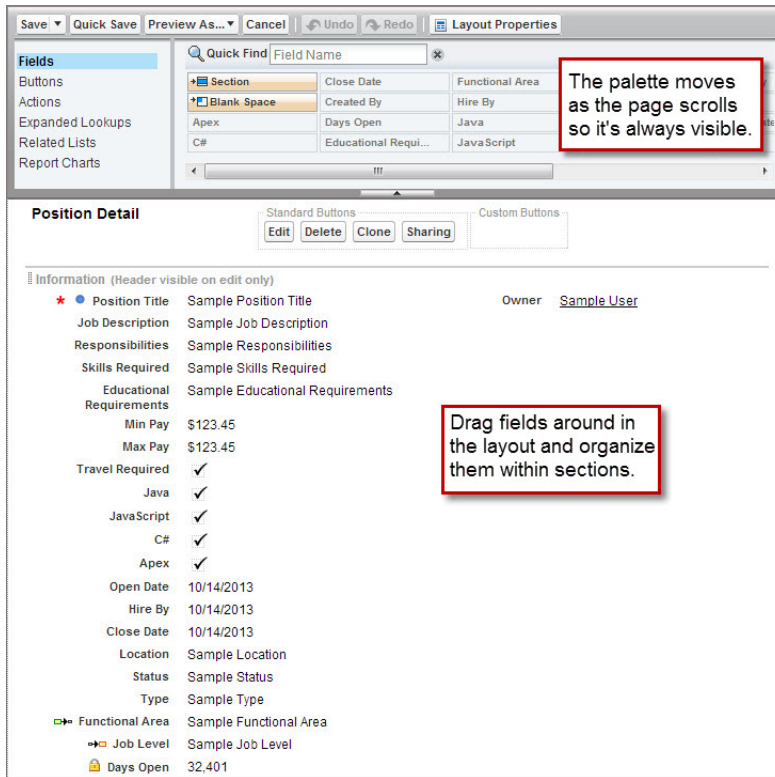 Save Quick Save Preview As... Cancel Undo Redo Layout Properties
Fields
Buttons
Actions
Expanded Lookups
Related Lists
Report Charts
Quick Find Field Name
Section Close Date Functional Area
Blank Space Created By Hire By
Apex Days Open Java
C# Educational Requi... JavaScript
The palette moves
as the page scrolls
so it's always visible.
Position Detail
Standard Buttons
Edit Delete Clone Sharing
Custom Buttons
Information (Header visible on edit only)
* Position Title Sample Position Title Owner Sample User
Job Description Sample Job Description
Responsibilities Sample Responsibilities
Skills Required Sample Skills Required
Educational
Requirements Sample Educational Requirements
Min Pay $123.45
Max Pay $123.45
Drag fields around in
the layout and organize
them within sections.
Travel Required ✓
Java ✓
JavaScript ✓
C# ✓
Apex ✓
Open Date 10/14/2013
Hire By 10/14/2013
Close Date 10/14/2013
Location Sample Location
Status Sample Status
Type Sample Type
Functional Area Sample Functional Area
Job Level Sample Job Level
Days Open 32,401